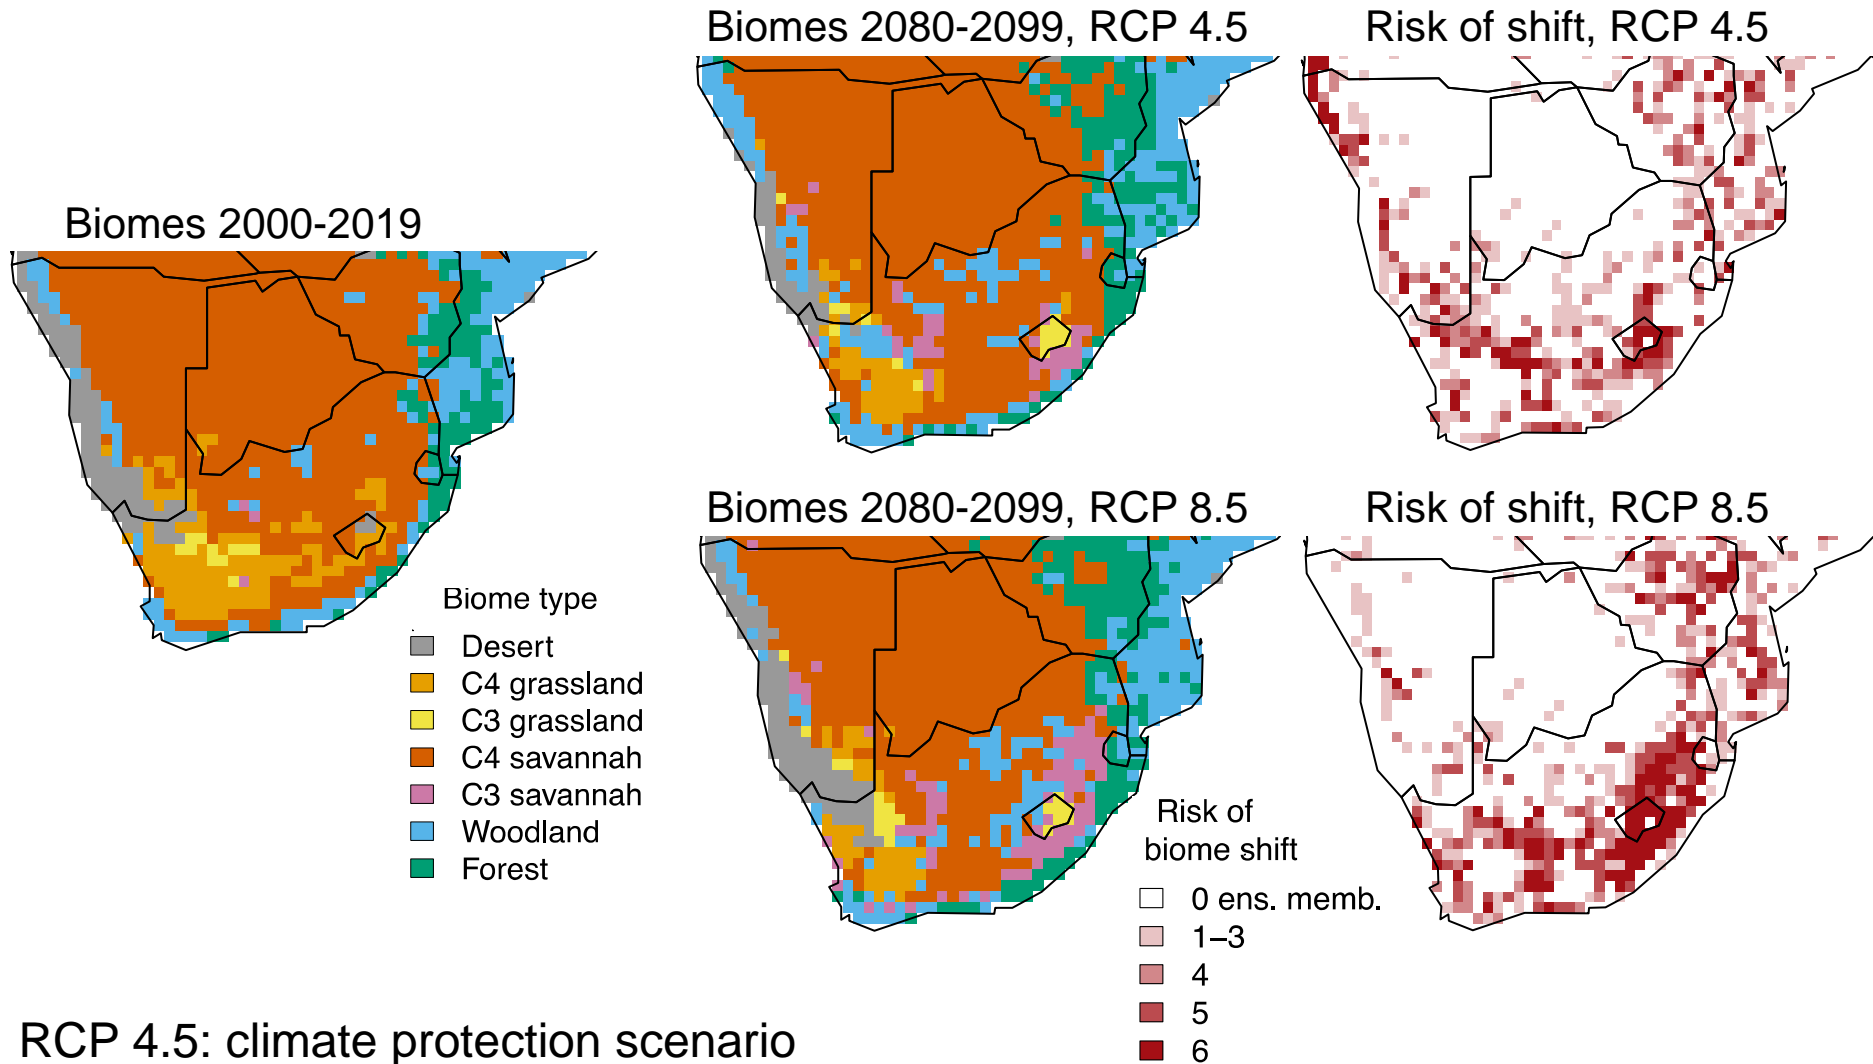 Biomes 2080-2099, RCP 4.5
Risk of shift, RCP 4.5
Biomes 2000-2019
Biomes 2080-2099, RCP 8.5
Risk of shift, RCP 8.5
Biome type
Desert
C4 grassland
C3 grassland
C4 savannah
C3 savannah
Woodland
Forest
Risk of
biome shift
0 ens. memb.
1–3
4
5
6
RCP 4.5: climate protection scenario